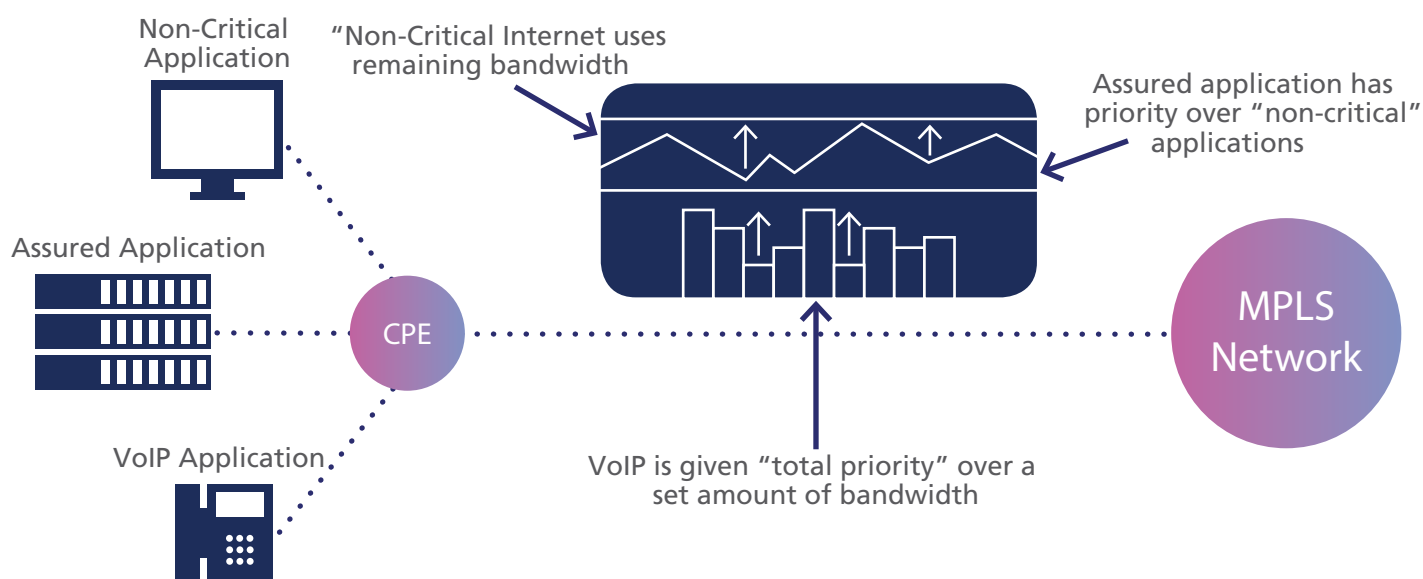 Non-Critical
Application
“Non-Critical Internet uses
remaining bandwidth
Assured application has
priority over “non-critical”
applications
Assured Application
CPE
MPLS
Network
VoIP Application
VoIP is given “total priority” over a
set amount of bandwidth